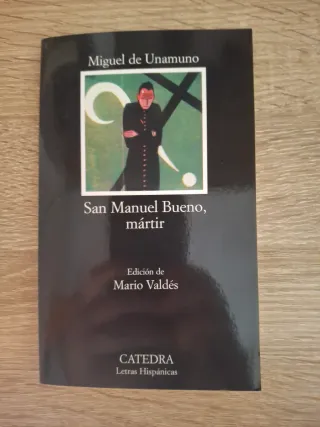 Miguel de Unamuno
San Manuel Bueno,
mártir
Edición de
Mario Valdés
CATEDRA
Letras Hispánicas